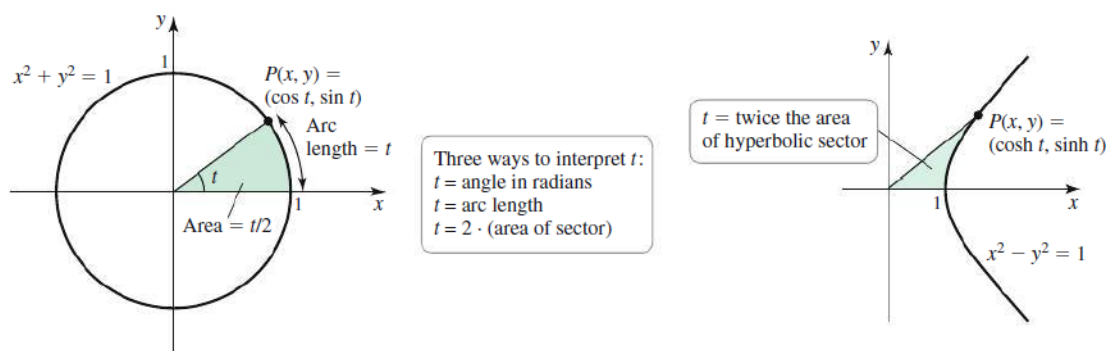 y
1
x² + y² = 1
P(x, y) =
(cos t, sin t)
Arc
length = t
t
1
x
Area = t/2
Three ways to interpret t:
t = angle in radians
t = arc length
t = 2 · (area of sector)
y
t = twice the area
of hyperbolic sector
P(x, y) =
(cosh t, sinh t)
1
x
x² − y² = 1